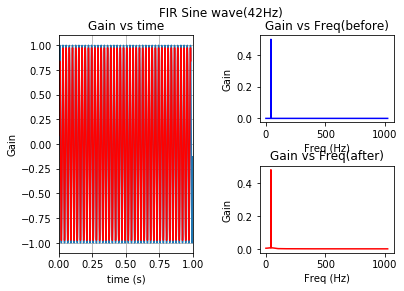 FIR Sine wave(42Hz)
Gain vs time
1.00
0.75
0.50
0.25
0.00
−0.25
−0.50
−0.75
−1.00
Gain
0.00 0.25 0.50 0.75 1.00
time (s)
Gain vs Freq(before)
0.4
0.2
0.0
Gain
0 500 1000
Freq (Hz)
Gain vs Freq(after)
0.4
0.2
0.0
Gain
0 500 1000
Freq (Hz)